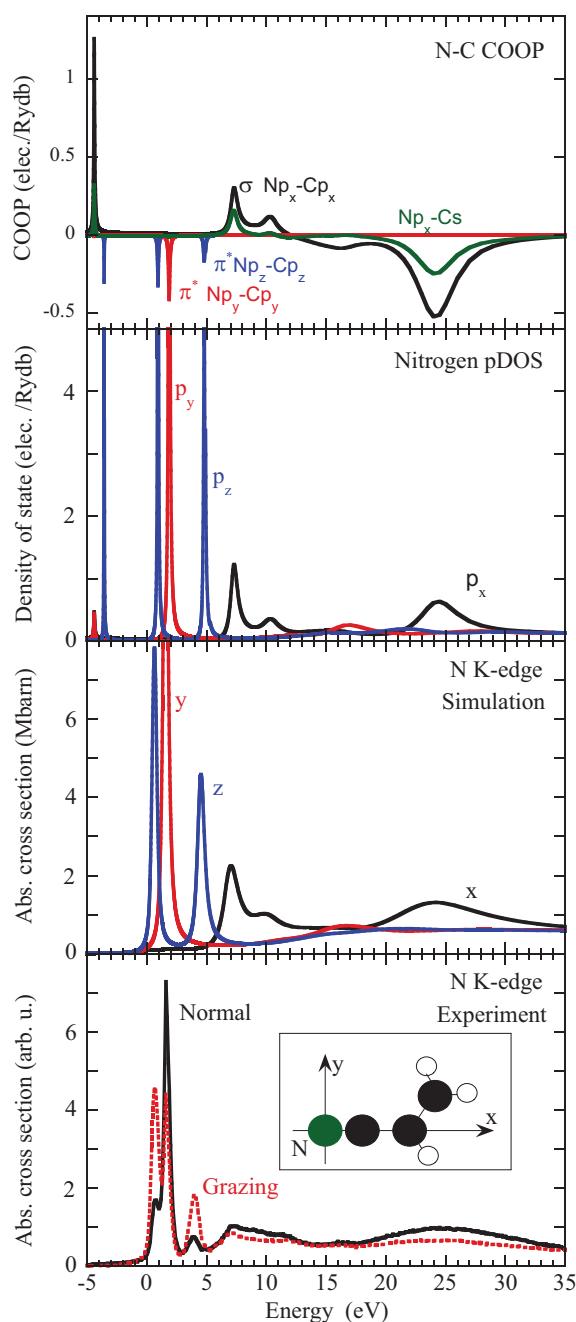 N-C COOP
COOP (elec./Rydb)
1
0.5
0
-0.5
σ Npx-Cpx
Npx-Cs
π*Npz-Cpz
π* Npy-Cpy
Nitrogen pDOS
Density of state (elec. /Rydb)
4
2
0
py
pz
px
N K-edge
Simulation
Abs. cross section (Mbarn)
6
4
2
0
y
z
x
N K-edge
Experiment
Abs. cross section (arb. u.)
6
4
2
0
Normal
Grazing
y
x
N
-5 0 5 10 15 20 25 30 35
Energy (eV)